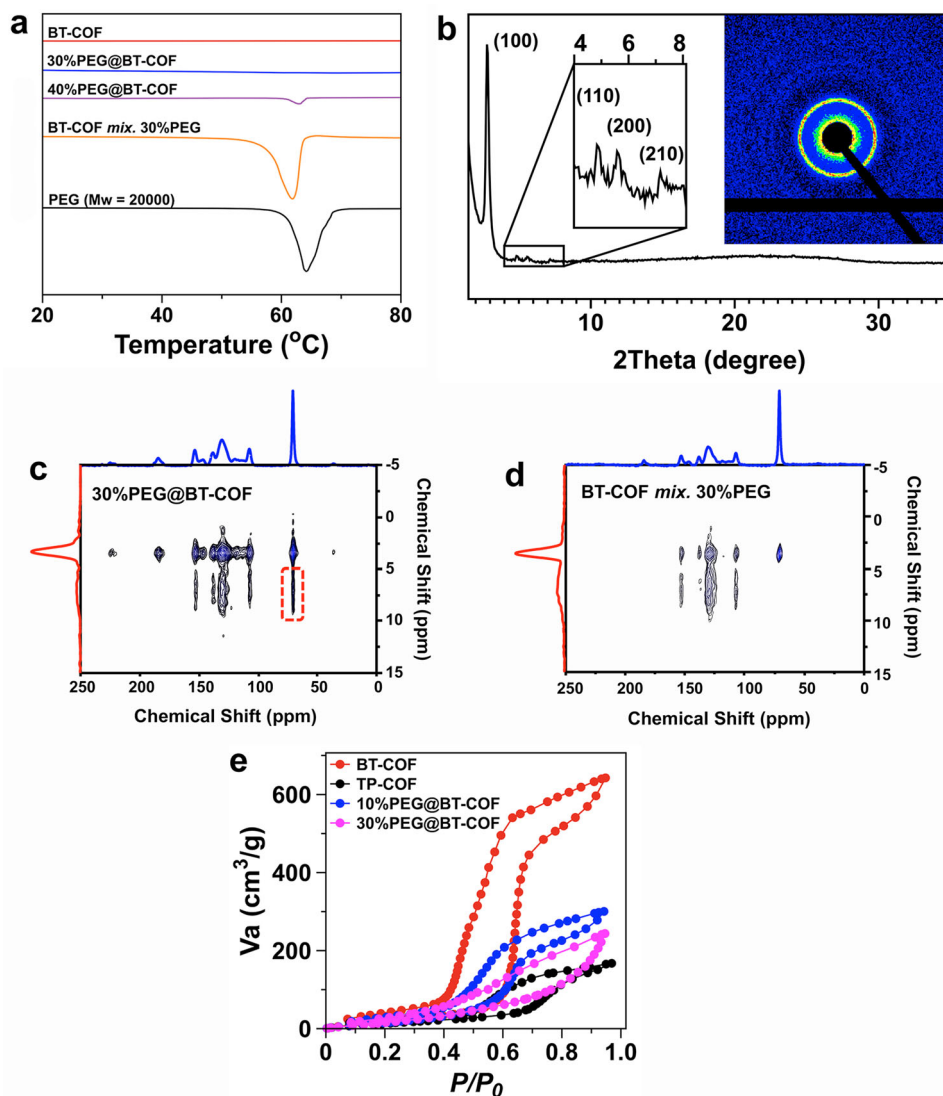 a
BT-COF
30%PEG@BT-COF
40%PEG@BT-COF
BT-COF mix. 30%PEG
PEG (Mw = 20000)
20 40 60 80
Temperature (°C)
b
(100)
4 6 8
(110)
(200)
(210)
10 20 30
2Theta (degree)
c
30%PEG@BT-COF
-5
0
5
10
15
Chemical Shift (ppm)
250 200 150 100 50 0
Chemical Shift (ppm)
d
BT-COF mix. 30%PEG
-5
0
5
10
15
Chemical Shift (ppm)
250 200 150 100 50 0
Chemical Shift (ppm)
e
BT-COF
TP-COF
10%PEG@BT-COF
30%PEG@BT-COF
Va (cm3/g)
600
400
200
0
0 0.2 0.4 0.6 0.8 1.0
P/P0